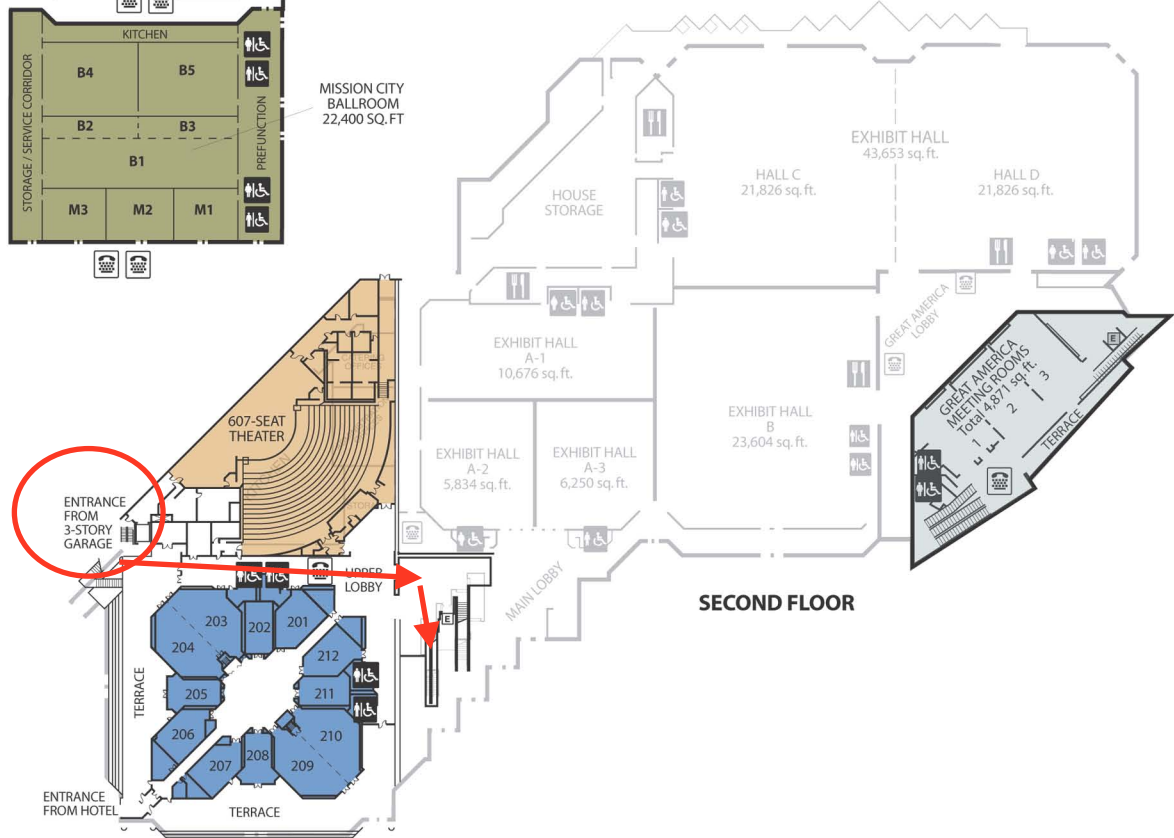 KITCHEN
STORAGE / SERVICE CORRIDOR
B4
B5
B2
B3
B1
M3
M2
M1
PREFUNCTION
MISSION CITY
BALLROOM
22,400 SQ. FT
HOUSE
STORAGE
EXHIBIT HALL
43,653 sq. ft.
HALL C
21,826 sq. ft.
HALL D
21,826 sq. ft.
GREAT AMERICA
LOBBY
EXHIBIT HALL
A-1
10,676 sq. ft.
EXHIBIT HALL
A-2
5,834 sq. ft.
EXHIBIT HALL
A-3
6,250 sq. ft.
EXHIBIT HALL
B
23,604 sq. ft.
GREAT AMERICA
MEETING ROOMS
Total 4,871 sq. ft.
1
2
3
TERRACE
E
607-SEAT
THEATER
ENTRANCE
FROM
3-STORY
GARAGE
UPPER
LOBBY
MAIN LOBBY
E
SECOND FLOOR
203
202
201
204
212
205
211
206
210
207
208
209
TERRACE
ENTRANCE
FROM HOTEL
TERRACE